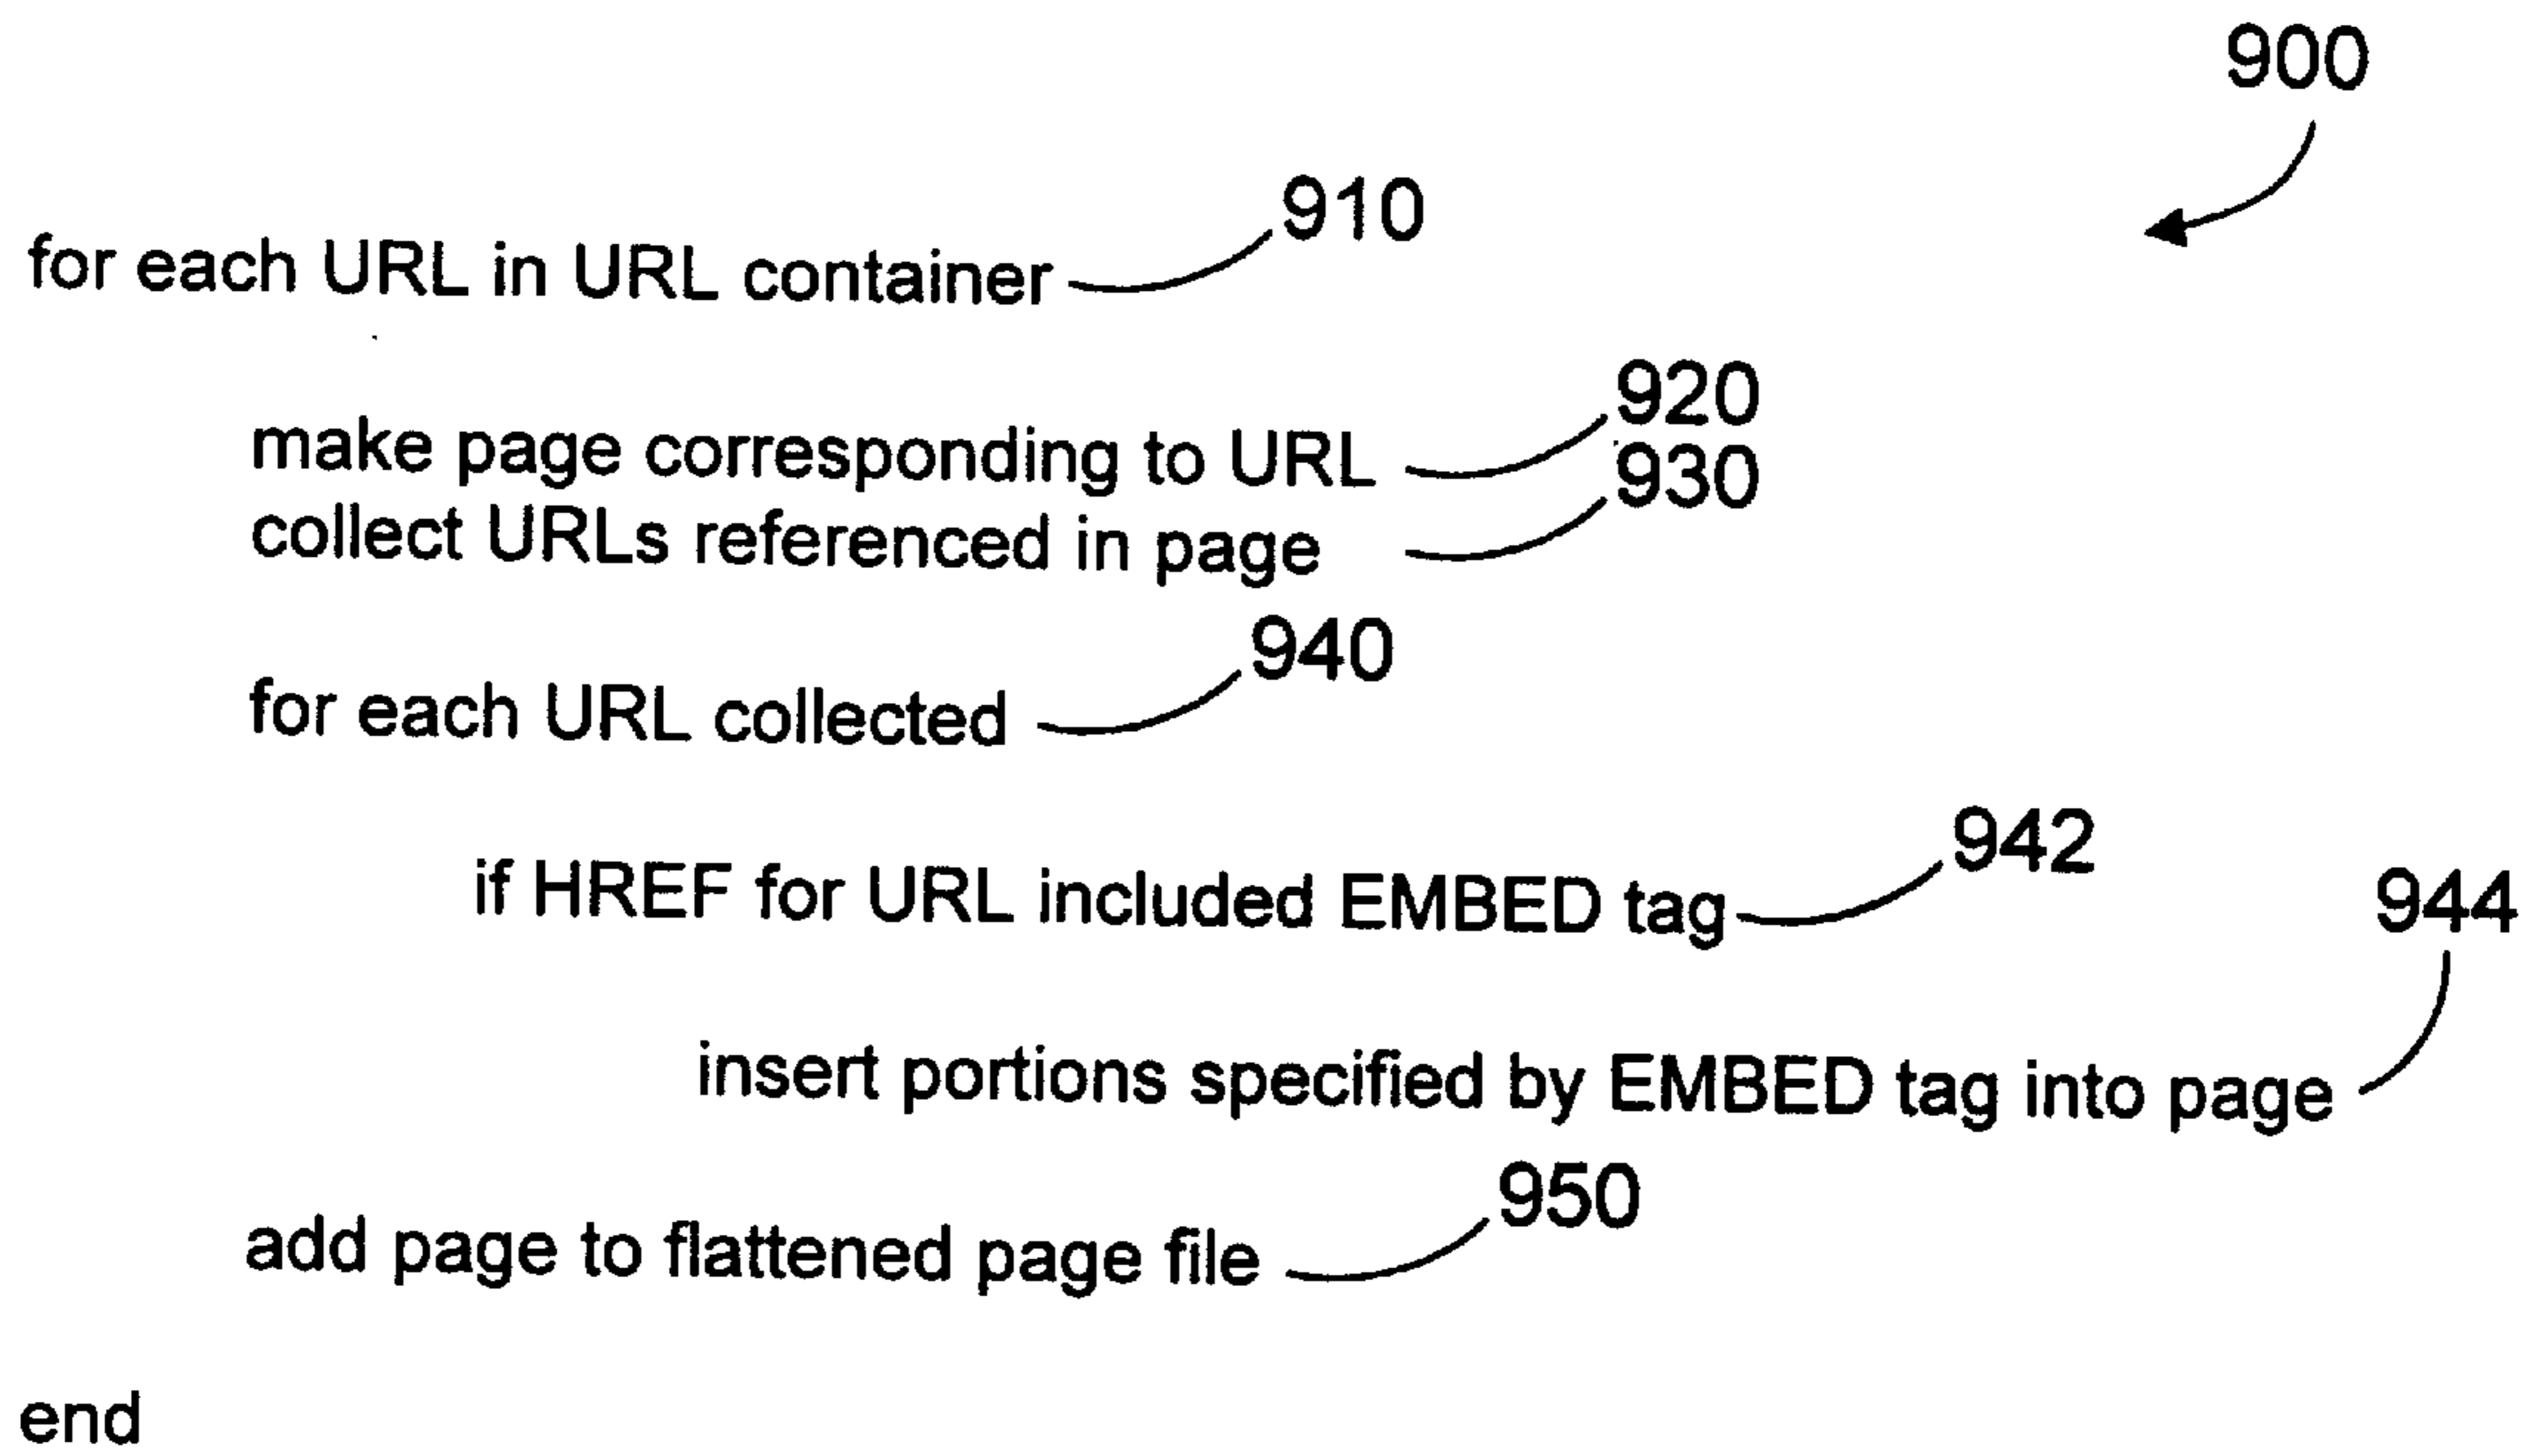 900
for each URL in URL container 910
make page corresponding to URL 920
collect URLs referenced in page 930
for each URL collected 940
if HREF for URL included EMBED tag 942
944
insert portions specified by EMBED tag into page
add page to flattened page file 950
end